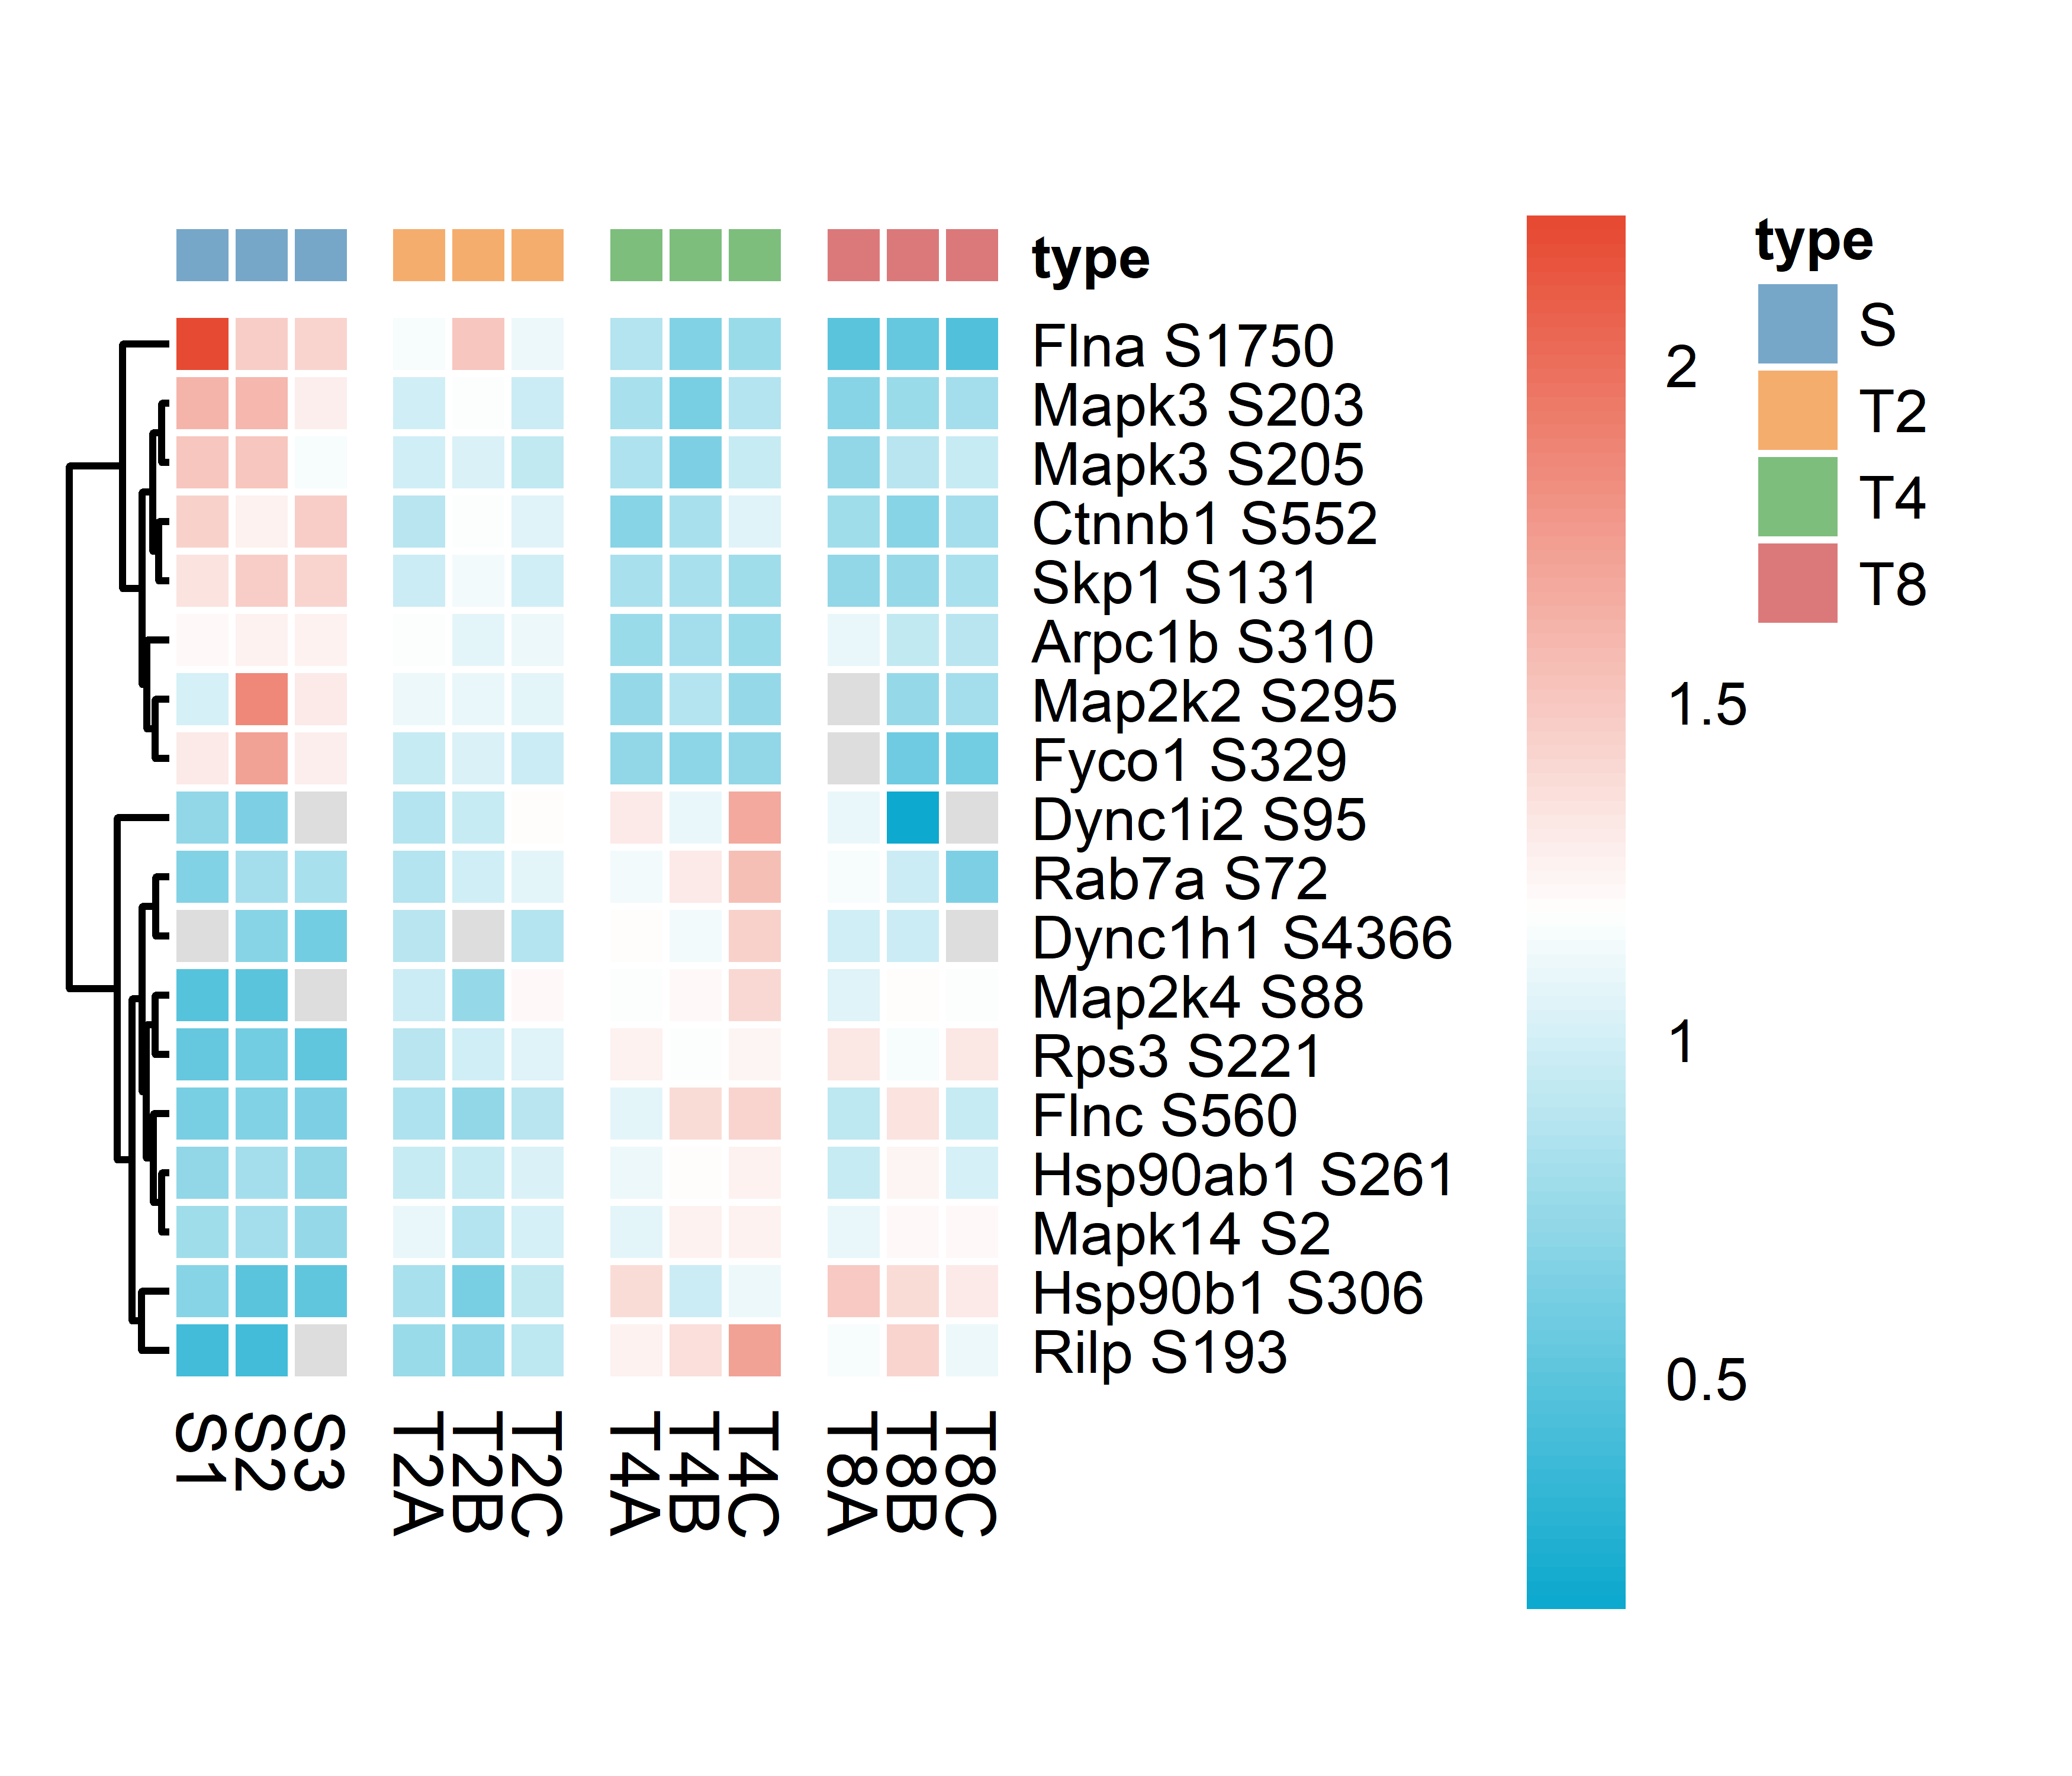 type
Flna S1750
Mapk3 S203
Mapk3 S205
Ctnnb1 S552
Skp1 S131
Arpc1b S310
Map2k2 S295
Fyco1 S329
Dync1i2 S95
Rab7a S72
Dync1h1 S4366
Map2k4 S88
Rps3 S221
Flnc S560
Hsp90ab1 S261
Mapk14 S2
Hsp90b1 S306
Rilp S193
S1
S2
S3
T2A
T2B
T2C
T4A
T4B
T4C
T8A
T8B
T8C
2
1.5
1
0.5
type
S
T2
T4
T8